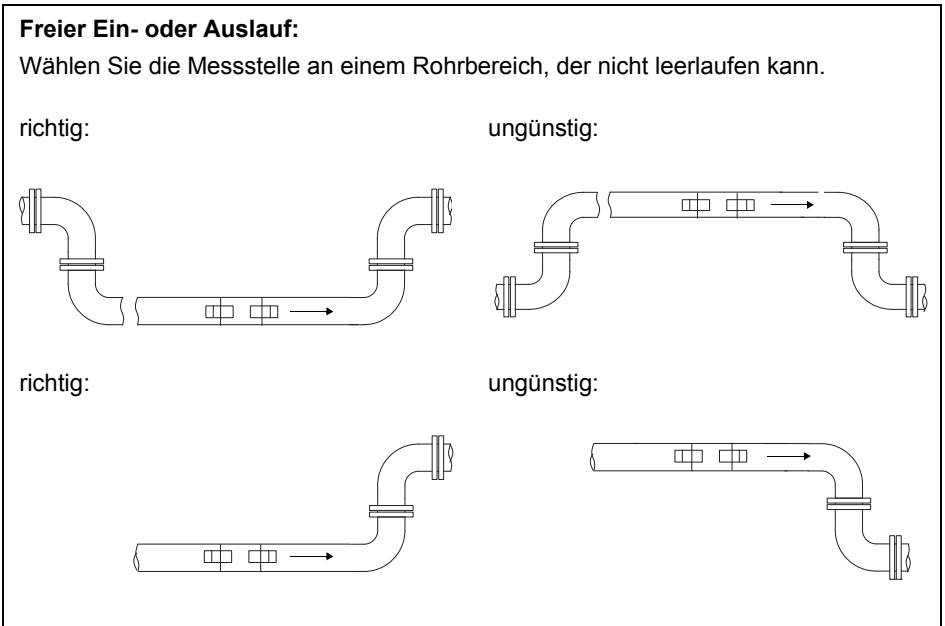 Freier Ein- oder Auslauf:
Wählen Sie die Messstelle an einem Rohrbereich, der nicht leerlaufen kann.
richtig:
ungünstig:
richtig:
ungünstig: